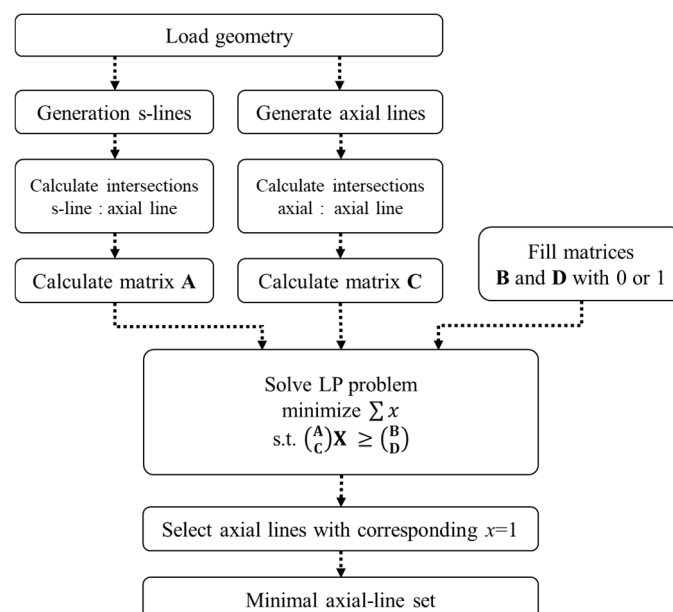 Load geometry
Generation s-lines
Generate axial lines
Calculate intersections
s-line : axial line
Calculate intersections
axial : axial line
Fill matrices
B and D with 0 or 1
Calculate matrix A
Calculate matrix C
Solve LP problem
minimize ∑ x
s.t. (A C)X ≥ (B D)
Select axial lines with corresponding x=1
Minimal axial-line set